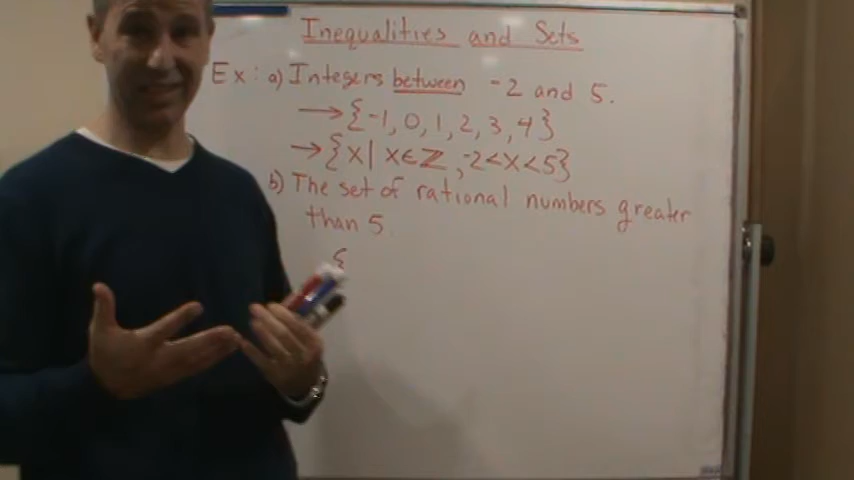 Inequalities and Sets
Ex: a) Integers between -2 and 5.
→ {-1, 0, 1, 2, 3, 4}
→ {x | x ∈ ℤ, -2 < x < 5}
b) The set of rational numbers greater
than 5.
{